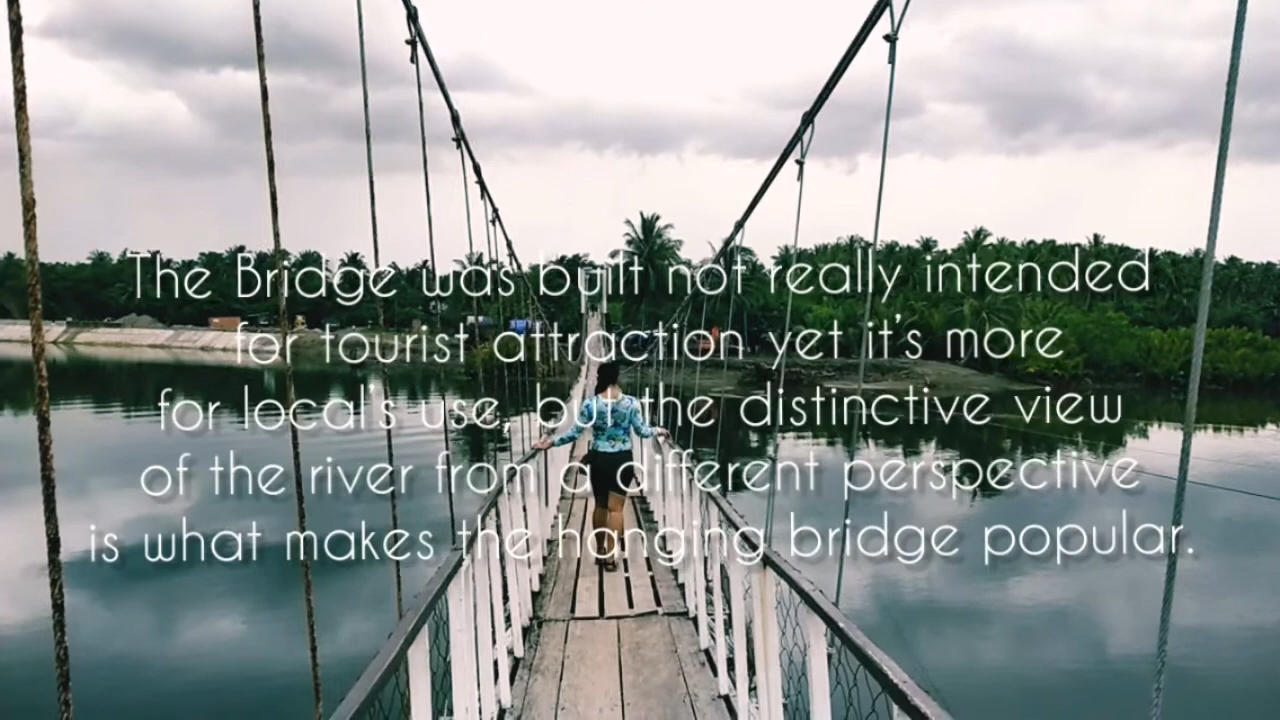 The Bridge was built not really intended
for tourist attraction yet it's more
for local's use, but the distinctive view
of the river from a different perspective
is what makes the hanging bridge popular.